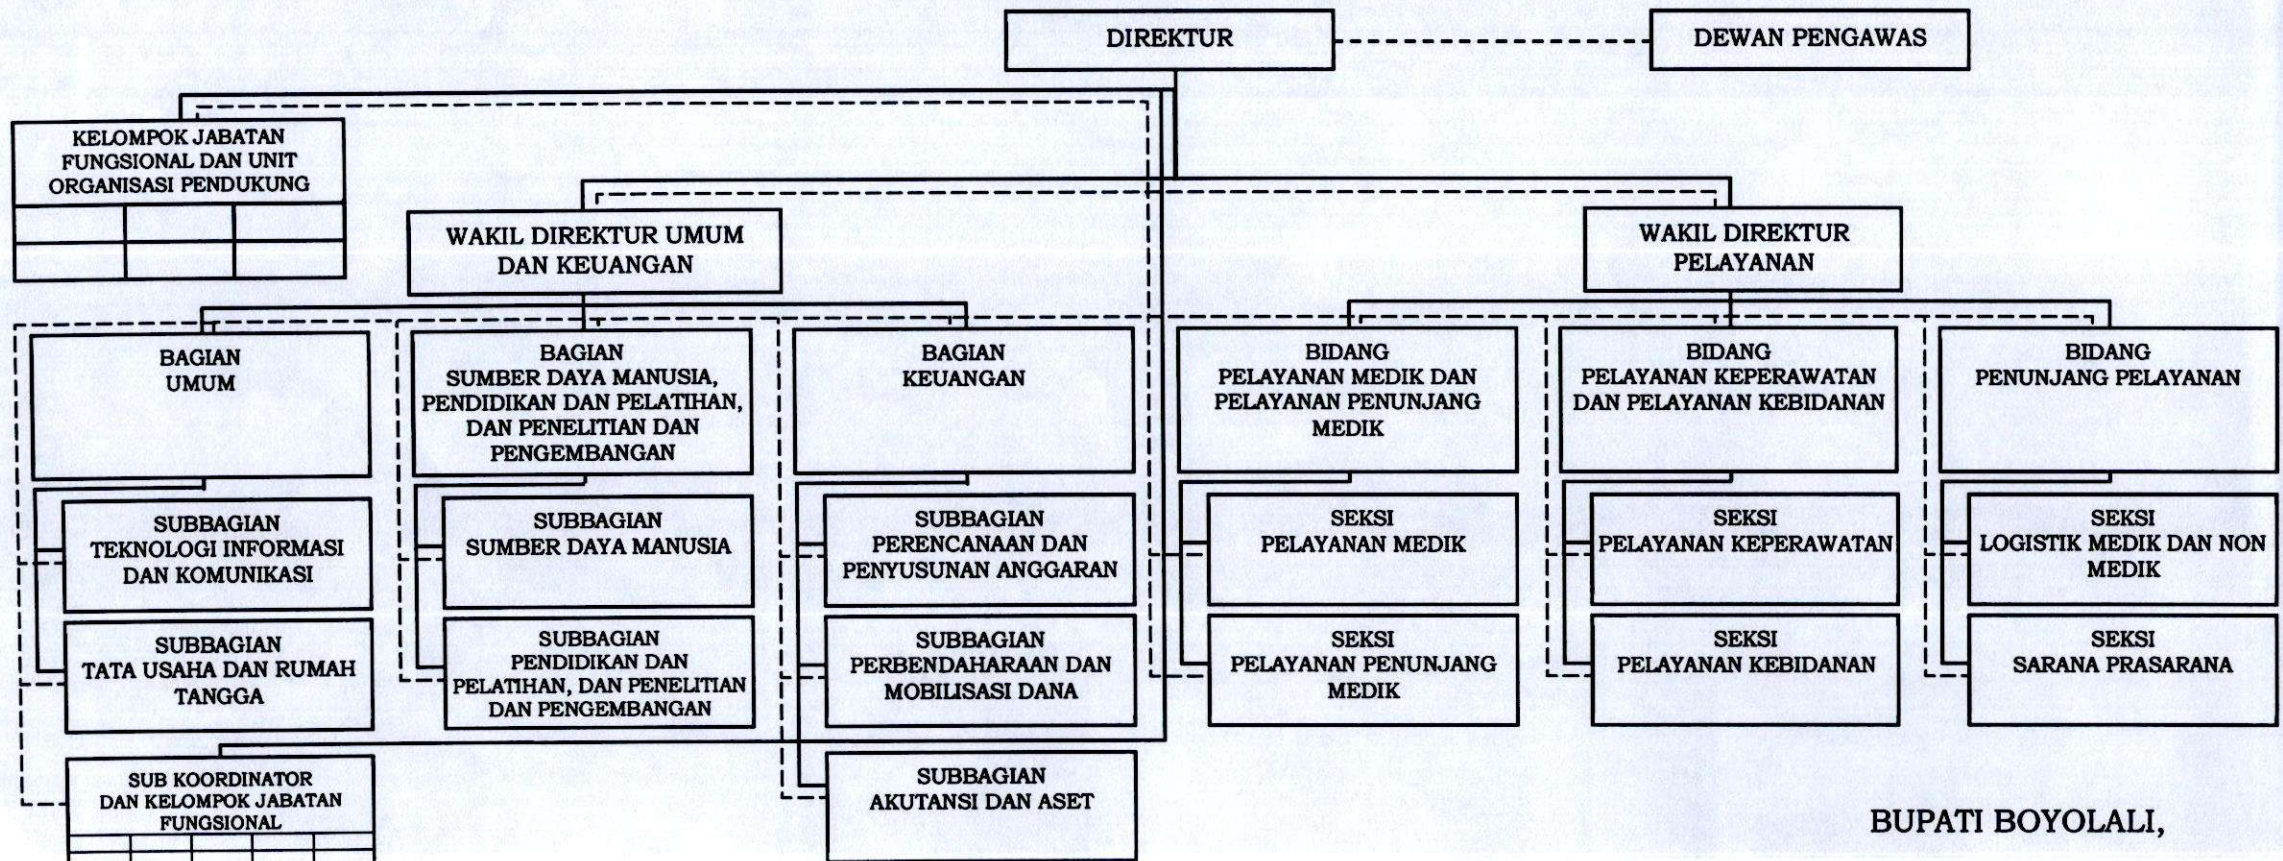 DIREKTUR
DEWAN PENGAWAS
KELOMPOK JABATAN
FUNGSIONAL DAN UNIT
ORGANISASI PENDUKUNG
WAKIL DIREKTUR UMUM
DAN KEUANGAN
WAKIL DIREKTUR
PELAYANAN
BAGIAN
UMUM
BAGIAN
SUMBER DAYA MANUSIA,
PENDIDIKAN DAN PELATIHAN,
DAN PENELITIAN DAN
PENGEMBANGAN
BAGIAN
KEUANGAN
BIDANG
PELAYANAN MEDIK DAN
PELAYANAN PENUNJANG
MEDIK
BIDANG
PELAYANAN KEPERAWATAN
DAN PELAYANAN KEBIDANAN
BIDANG
PENUNJANG PELAYANAN
SUBBAGIAN
TEKNOLOGI INFORMASI
DAN KOMUNIKASI
SUBBAGIAN
SUMBER DAYA MANUSIA
SUBBAGIAN
PERENCANAAN DAN
PENYUSUNAN ANGGARAN
SEKSI
PELAYANAN MEDIK
SEKSI
PELAYANAN KEPERAWATAN
SEKSI
LOGISTIK MEDIK DAN NON
MEDIK
SUBBAGIAN
TATA USAHA DAN RUMAH
TANGGA
SUBBAGIAN
PENDIDIKAN DAN
PELATIHAN, DAN PENELITIAN
DAN PENGEMBANGAN
SUBBAGIAN
PERBENDAHARAAN DAN
MOBILISASI DANA
SEKSI
PELAYANAN PENUNJANG
MEDIK
SEKSI
PELAYANAN KEBIDANAN
SEKSI
SARANA PRASARANA
SUB KOORDINATOR
DAN KELOMPOK JABATAN
FUNGSIONAL
SUBBAGIAN
AKUTANSI DAN ASET
BUPATI BOYOLALI,